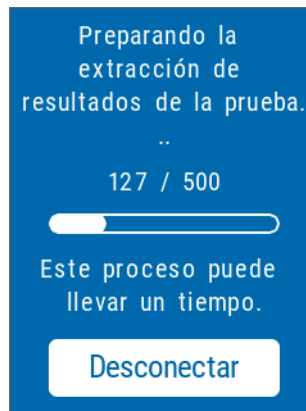 Preparando la
extracción de
resultados de la prueba.
..
127 / 500
Este proceso puede
llevar un tiempo.
Desconectar